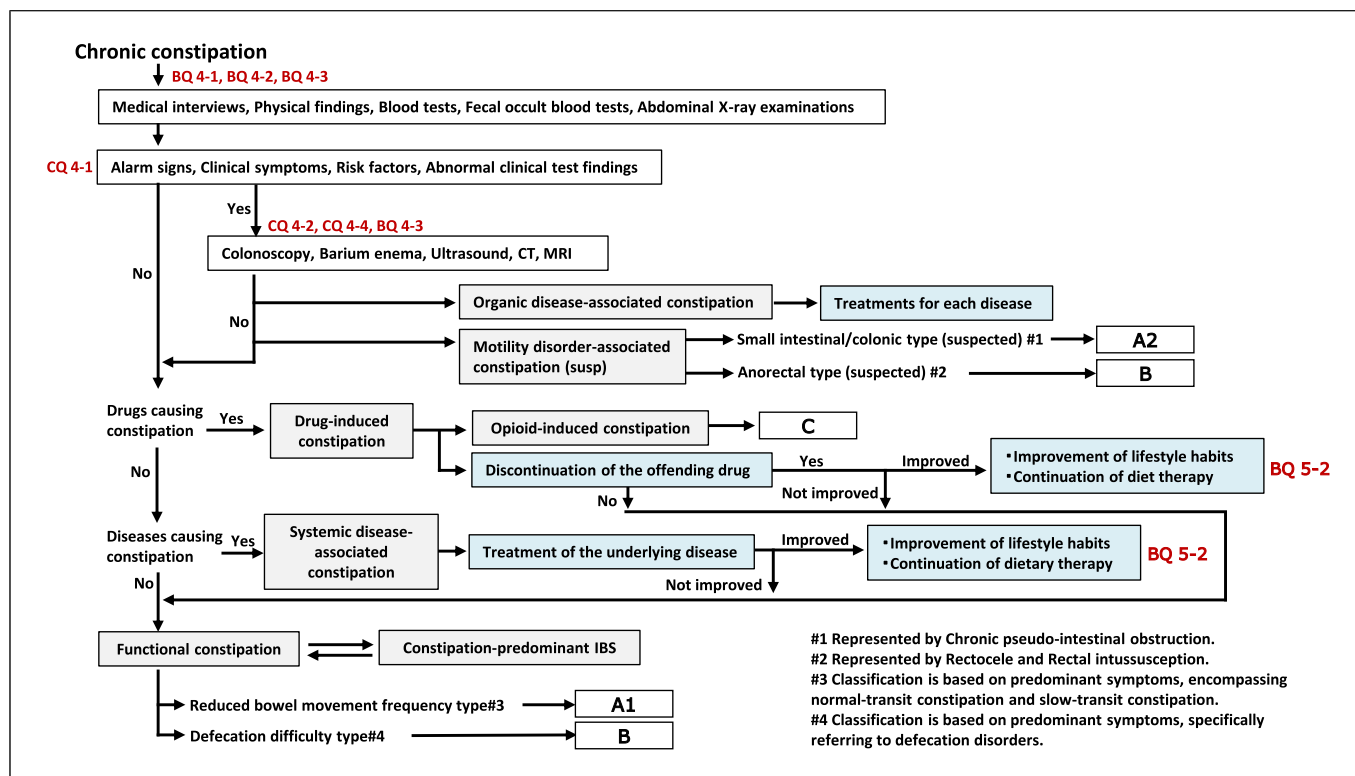 Chronic constipation
BQ 4-1, BQ 4-2, BQ 4-3
Medical interviews, Physical findings, Blood tests, Fecal occult blood tests, Abdominal X-ray examinations
CQ 4-1
Alarm signs, Clinical symptoms, Risk factors, Abnormal clinical test findings
Yes
CQ 4-2, CQ 4-4, BQ 4-3
Colonoscopy, Barium enema, Ultrasound, CT, MRI
No
No
Organic disease-associated constipation
Treatments for each disease
Motility disorder-associated
constipation (susp)
Small intestinal/colonic type (suspected) #1
A2
Anorectal type (suspected) #2
B
Drugs causing
constipation
Yes
Drug-induced
constipation
Opioid-induced constipation
C
Discontinuation of the offending drug
Yes
Improved
・Improvement of lifestyle habits
・Continuation of diet therapy
BQ 5-2
Not improved
No
No
Diseases causing
constipation
Yes
Systemic disease-
associated
constipation
Treatment of the underlying disease
Improved
・Improvement of lifestyle habits
・Continuation of dietary therapy
BQ 5-2
Not improved
No
Functional constipation
Constipation-predominant IBS
Reduced bowel movement frequency type#3
A1
Defecation difficulty type#4
B
#1 Represented by Chronic pseudo-intestinal obstruction.
#2 Represented by Rectocele and Rectal intussusception.
#3 Classification is based on predominant symptoms, encompassing
normal-transit constipation and slow-transit constipation.
#4 Classification is based on predominant symptoms, specifically
referring to defecation disorders.